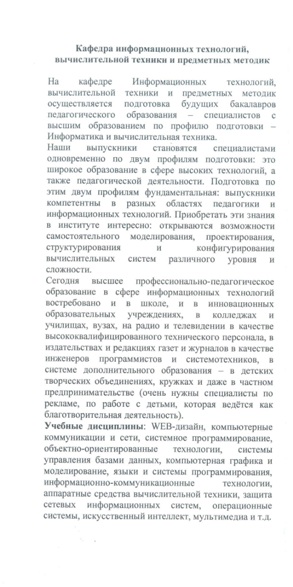 Кафедра информационных технологий,
вычислительной техники и предметных методик
На кафедре Информационных технологий,
вычислительной техники и предметных методик
осуществляется подготовка будущих бакалавров
педагогического образования – специалистов с
высшим образованием по профилю подготовки –
Информатика и вычислительная техника.
Наши выпускники становятся специалистами
одновременно по двум профилям подготовки: это
широкое образование в сфере высоких технологий, а
также педагогической деятельности. Подготовка по
этим двум профилям фундаментальная: выпускники
компетентны в разных областях педагогики и
информационных технологий. Приобретать эти знания
в институте интересно: открываются возможности
самостоятельного моделирования, проектирования,
структурирования и конфигурирования
вычислительных систем различного уровня и
сложности.
Сегодня высшее профессионально-педагогическое
образование в сфере информационных технологий
востребовано и в школе, и в инновационных
образовательных учреждениях, в колледжах и
училищах, вузах, на радио и телевидении в качестве
высококвалифицированного технического персонала, в
издательствах и редакциях газет и журналов в качестве
инженеров программистов и системотехников, в
системе дополнительного образования – в детских
творческих объединениях, кружках и даже в частном
предпринимательстве (очень нужны специалисты по
рекламе, по работе с детьми, которая ведётся как
благотворительная деятельность).
Учебные дисциплины: WEB-дизайн, компьютерные
коммуникации и сети, системное программирование,
объектно-ориентированные технологии, системы
управления базами данных, компьютерная графика и
моделирование, языки и системы программирования,
информационно-коммуникационные технологии,
аппаратные средства вычислительной техники, защита
сетевых информационных систем, операционные
системы, искусственный интеллект, мультимедиа и т.д.